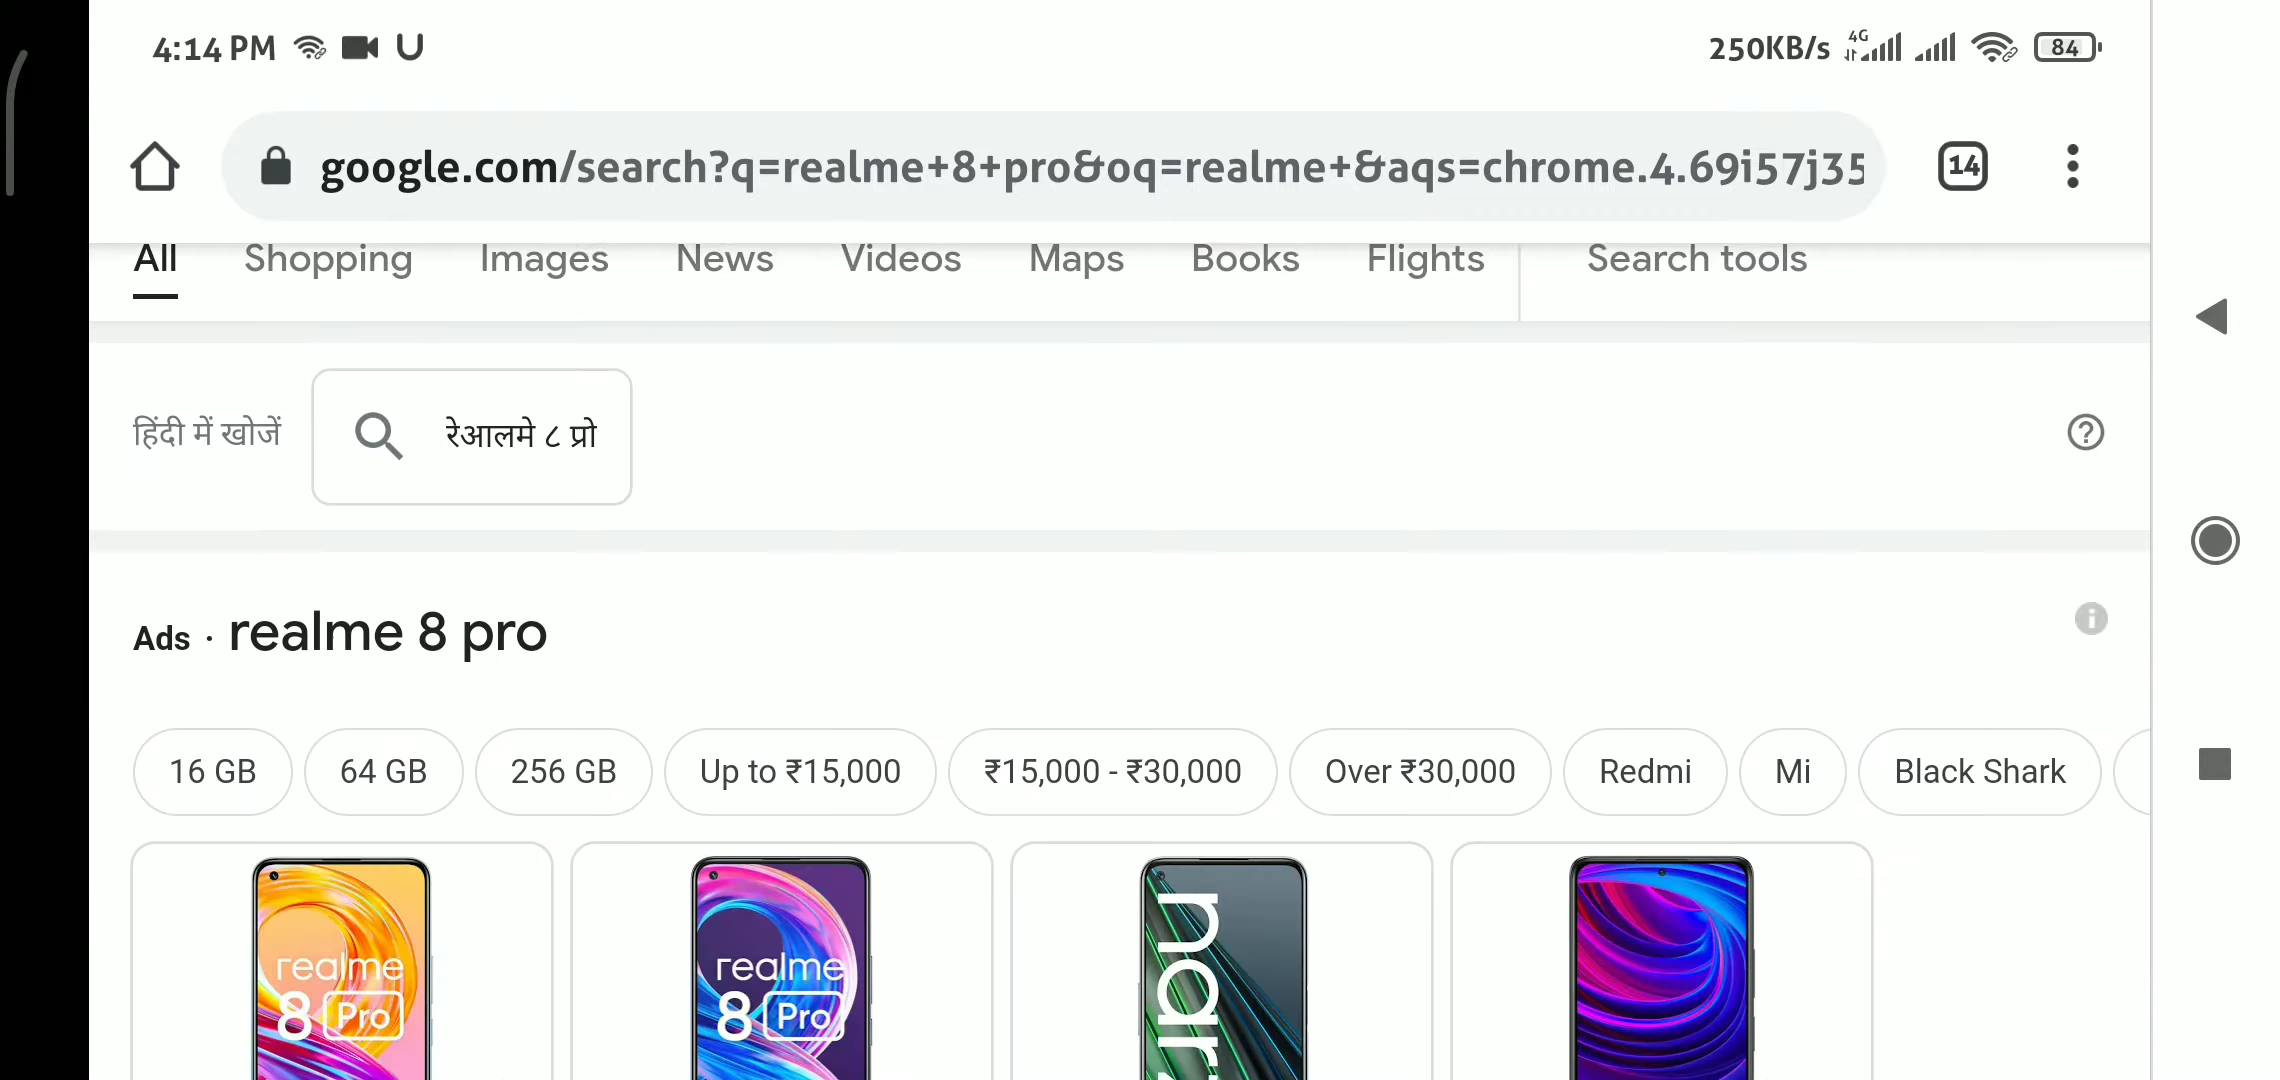 4:14 PM
250KB/s 4G 84
google.com/search?q=realme+8+pro&oq=realme+&aqs=chrome.4.69i57j35
14
All Shopping Images News Videos Maps Books Flights Search tools
हिंदी में खोजें रेआलमे ८ प्रो
Ads · realme 8 pro
16 GB 64 GB 256 GB Up to ₹15,000 ₹15,000 - ₹30,000 Over ₹30,000 Redmi Mi Black Shark
realme
8 Pro
realme
8 Pro